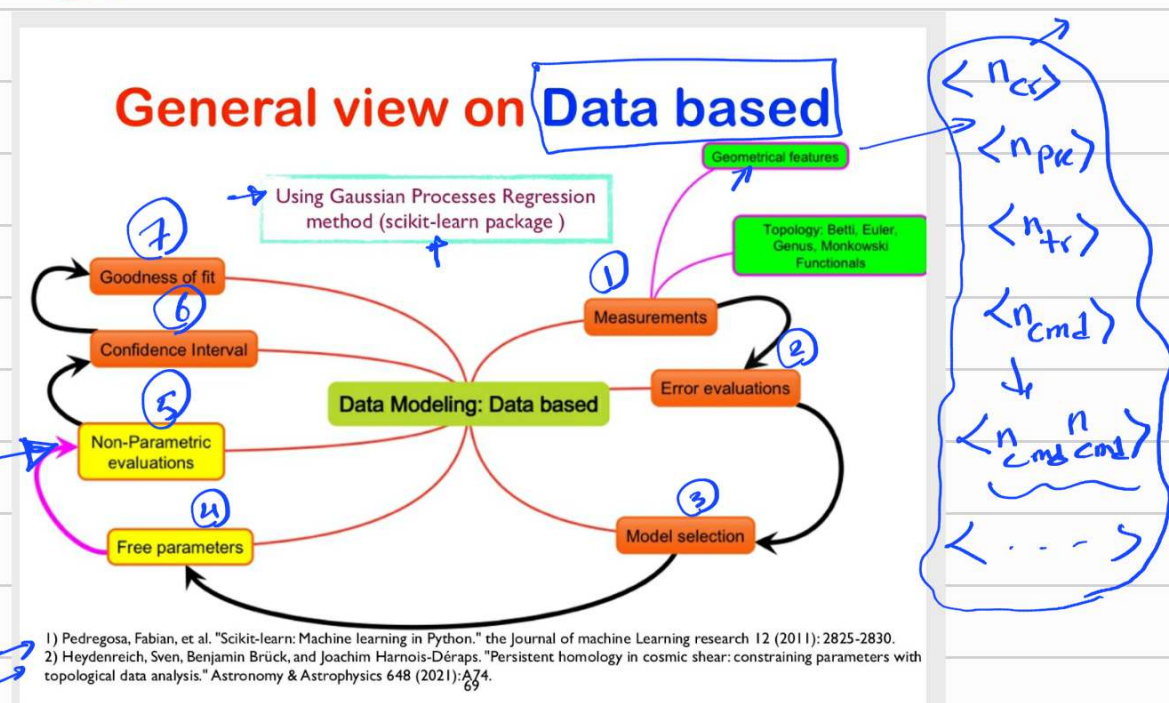 General view on Data based
Geometrical features
Using Gaussian Processes Regression
method (scikit-learn package )
Topology: Betti, Euler,
Genus, Monkowski
Functionals
7
Goodness of fit
1
Measurements
6
Confidence Interval
2
Error evaluations
Data Modeling: Data based
5
Non-Parametric
evaluations
4
Free parameters
3
Model selection
1) Pedregosa, Fabian, et al. "Scikit-learn: Machine learning in Python." the Journal of machine Learning research 12 (2011): 2825-2830.
2) Heydenreich, Sven, Benjamin Brück, and Joachim Harnois-Déraps. "Persistent homology in cosmic shear: constraining parameters with
topological data analysis." Astronomy & Astrophysics 648 (2021): A74.
69
<n_cr>
<n_pk>
<n_tr>
<n_cmd>
<n_cmd n_cmd>
<....>